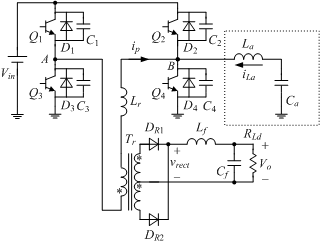 Q1
D1
C1
Q2
D2
C2
Vin
A
ip
B
La
iLa
Ca
Q3
D3
C3
Lr
Q4
D4
C4
Tr
DR1
Lf
RLd
+
vrect
−
Cf
+
Vo
−
*
*
*
DR2